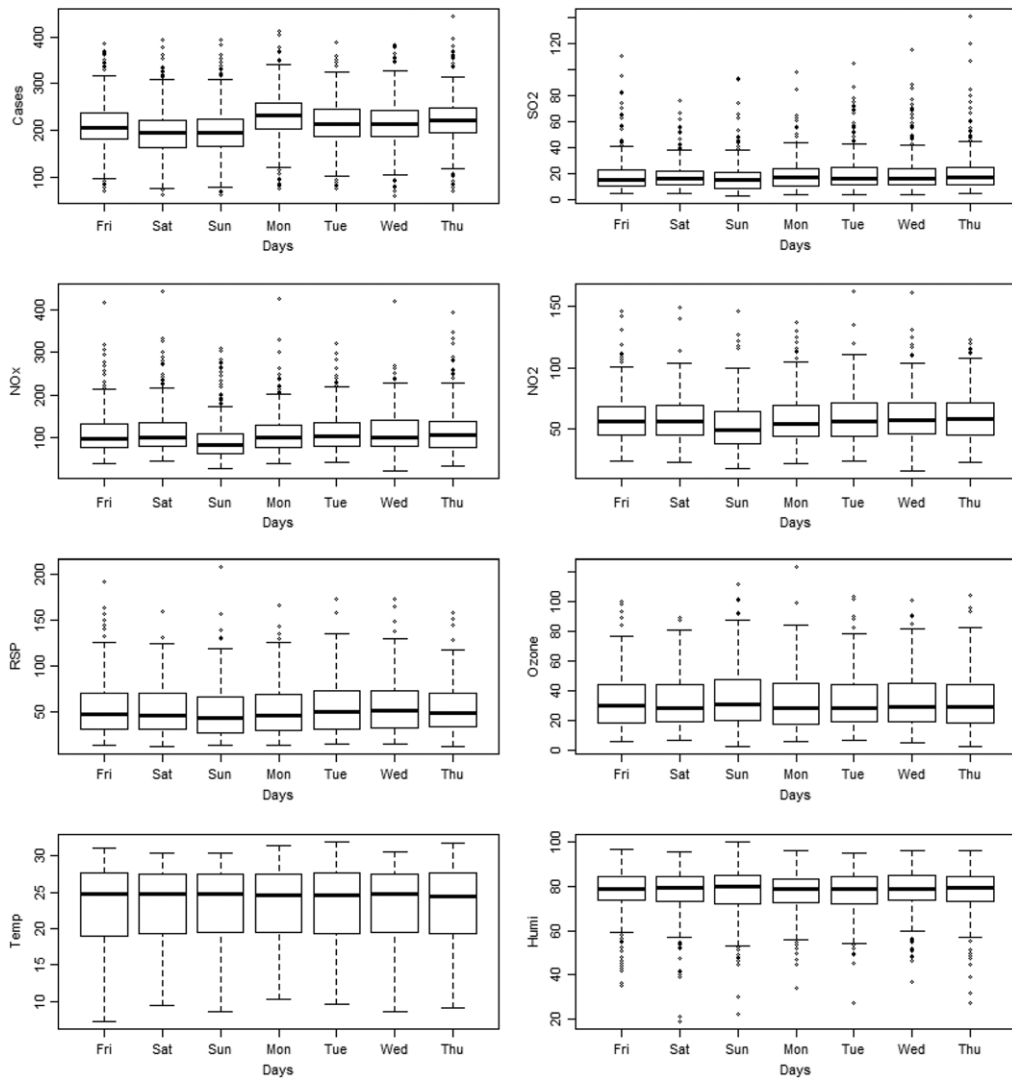 Cases
400
300
200
100
Fri Sat Sun Mon Tue Wed Thu
Days
SO2
120
80
60
40
20
0
Fri Sat Sun Mon Tue Wed Thu
Days
NOx
400
300
200
100
Fri Sat Sun Mon Tue Wed Thu
Days
NO2
150
100
50
Fri Sat Sun Mon Tue Wed Thu
Days
RSP
200
150
100
50
Fri Sat Sun Mon Tue Wed Thu
Days
Ozone
100
80
60
40
20
0
Fri Sat Sun Mon Tue Wed Thu
Days
Temp
30
25
20
15
10
Fri Sat Sun Mon Tue Wed Thu
Days
Humi
100
80
60
40
20
Fri Sat Sun Mon Tue Wed Thu
Days